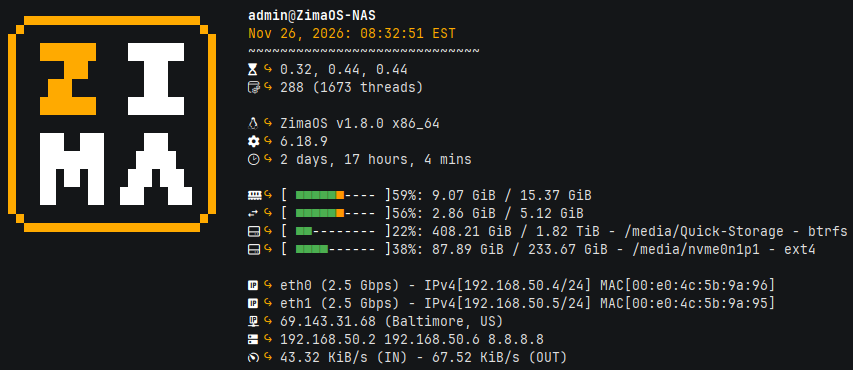 ZI
MA
admin@ZimaOS-NAS
Nov 26, 2026: 08:32:51 EST
~~~~~~~~~~~~~~~~~~~~~~~~~~~~~
0.32, 0.44, 0.44
288 (1673 threads)
ZimaOS v1.8.0 x86_64
6.18.9
2 days, 17 hours, 4 mins
[ ■■■■■■---- ]59%: 9.07 GiB / 15.37 GiB
[ ■■■■■■---- ]56%: 2.86 GiB / 5.12 GiB
[ ■■-------- ]22%: 408.21 GiB / 1.82 TiB - /media/Quick-Storage - btrfs
[ ■■■■------ ]38%: 87.89 GiB / 233.67 GiB - /media/nvme0n1p1 - ext4
IP eth0 (2.5 Gbps) - IPv4[192.168.50.4/24] MAC[00:e0:4c:5b:9a:96]
IP eth1 (2.5 Gbps) - IPv4[192.168.50.5/24] MAC[00:e0:4c:5b:9a:95]
IP 69.143.31.68 (Baltimore, US)
192.168.50.2 192.168.50.6 8.8.8.8
43.32 KiB/s (IN) - 67.52 KiB/s (OUT)